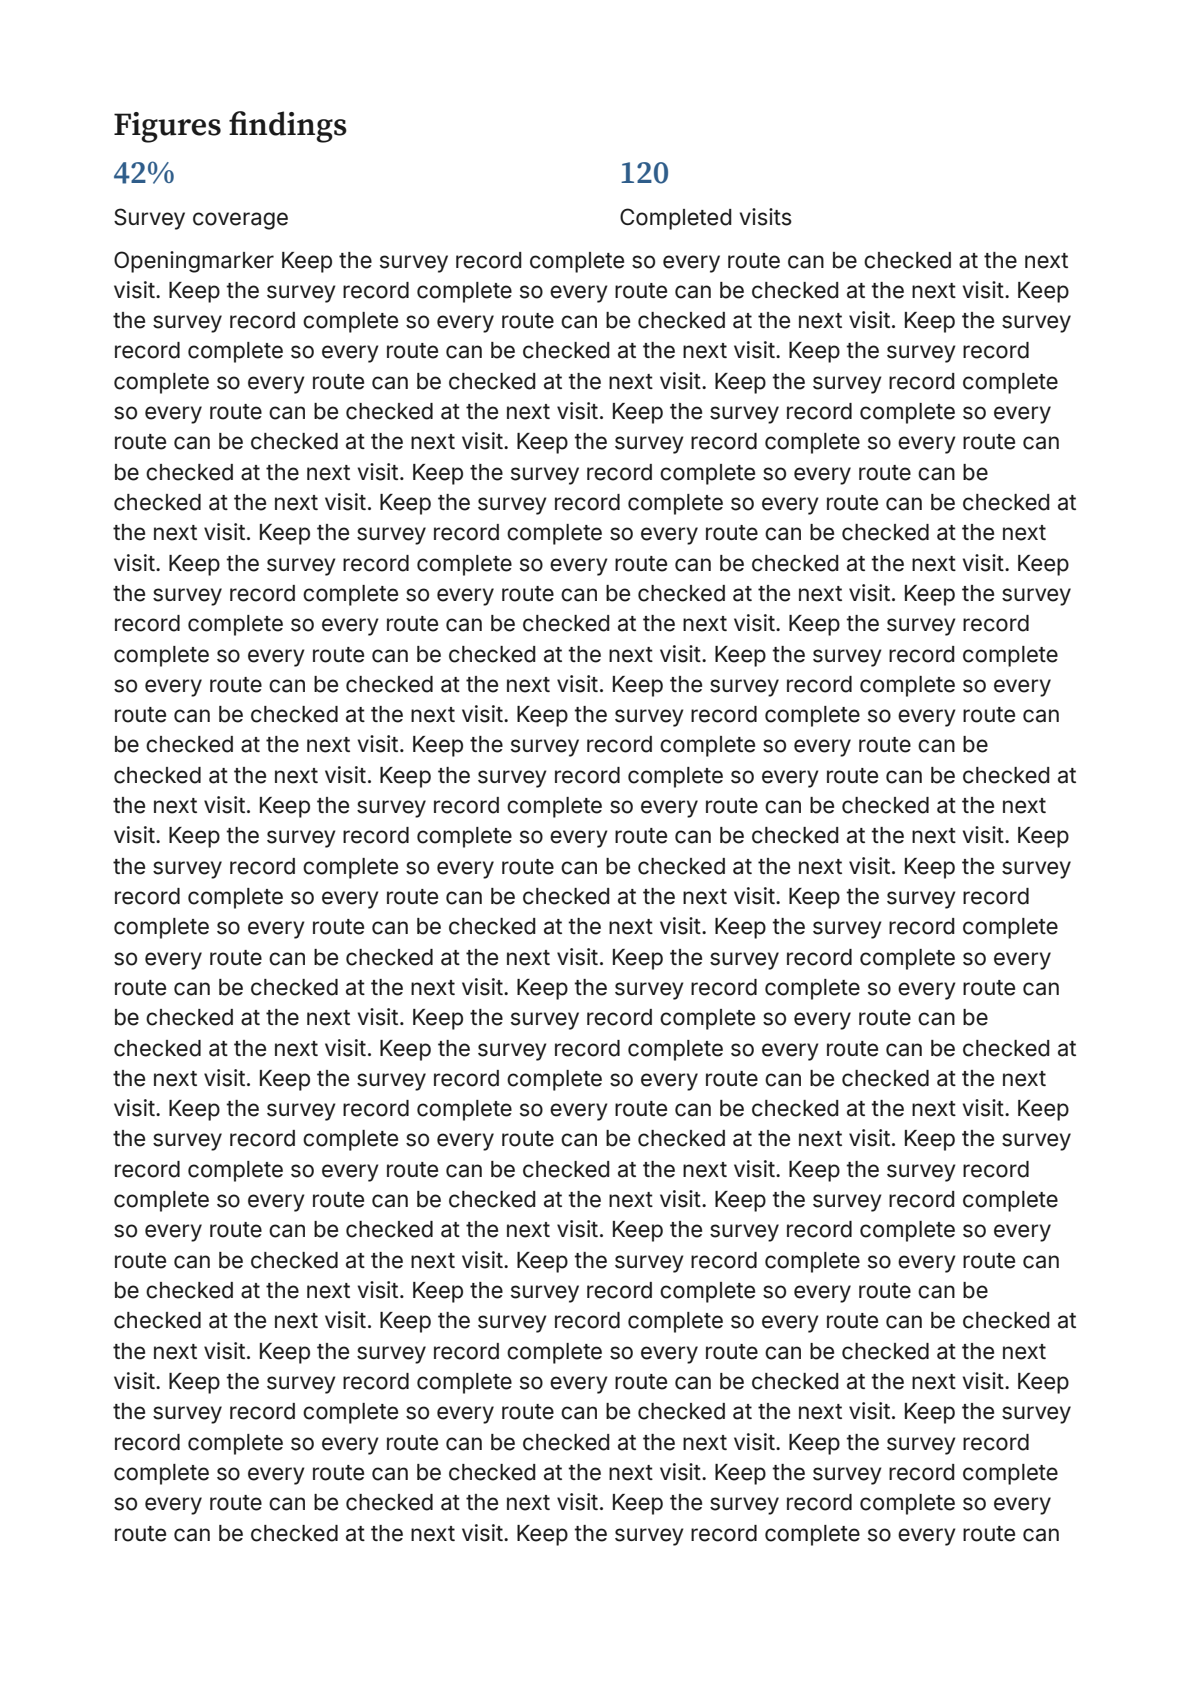 Figures findings
42%
120
Survey coverage
Completed visits
Openingmarker Keep the survey record complete so every route can be checked at the next
visit. Keep the survey record complete so every route can be checked at the next visit. Keep
the survey record complete so every route can be checked at the next visit. Keep the survey
record complete so every route can be checked at the next visit. Keep the survey record
complete so every route can be checked at the next visit. Keep the survey record complete
so every route can be checked at the next visit. Keep the survey record complete so every
route can be checked at the next visit. Keep the survey record complete so every route can
be checked at the next visit. Keep the survey record complete so every route can be
checked at the next visit. Keep the survey record complete so every route can be checked at
the next visit. Keep the survey record complete so every route can be checked at the next
visit. Keep the survey record complete so every route can be checked at the next visit. Keep
the survey record complete so every route can be checked at the next visit. Keep the survey
record complete so every route can be checked at the next visit. Keep the survey record
complete so every route can be checked at the next visit. Keep the survey record complete
so every route can be checked at the next visit. Keep the survey record complete so every
route can be checked at the next visit. Keep the survey record complete so every route can
be checked at the next visit. Keep the survey record complete so every route can be
checked at the next visit. Keep the survey record complete so every route can be checked at
the next visit. Keep the survey record complete so every route can be checked at the next
visit. Keep the survey record complete so every route can be checked at the next visit. Keep
the survey record complete so every route can be checked at the next visit. Keep the survey
record complete so every route can be checked at the next visit. Keep the survey record
complete so every route can be checked at the next visit. Keep the survey record complete
so every route can be checked at the next visit. Keep the survey record complete so every
route can be checked at the next visit. Keep the survey record complete so every route can
be checked at the next visit. Keep the survey record complete so every route can be
checked at the next visit. Keep the survey record complete so every route can be checked at
the next visit. Keep the survey record complete so every route can be checked at the next
visit. Keep the survey record complete so every route can be checked at the next visit. Keep
the survey record complete so every route can be checked at the next visit. Keep the survey
record complete so every route can be checked at the next visit. Keep the survey record
complete so every route can be checked at the next visit. Keep the survey record complete
so every route can be checked at the next visit. Keep the survey record complete so every
route can be checked at the next visit. Keep the survey record complete so every route can
be checked at the next visit. Keep the survey record complete so every route can be
checked at the next visit. Keep the survey record complete so every route can be checked at
the next visit. Keep the survey record complete so every route can be checked at the next
visit. Keep the survey record complete so every route can be checked at the next visit. Keep
the survey record complete so every route can be checked at the next visit. Keep the survey
record complete so every route can be checked at the next visit. Keep the survey record
complete so every route can be checked at the next visit. Keep the survey record complete
so every route can be checked at the next visit. Keep the survey record complete so every
route can be checked at the next visit. Keep the survey record complete so every route can